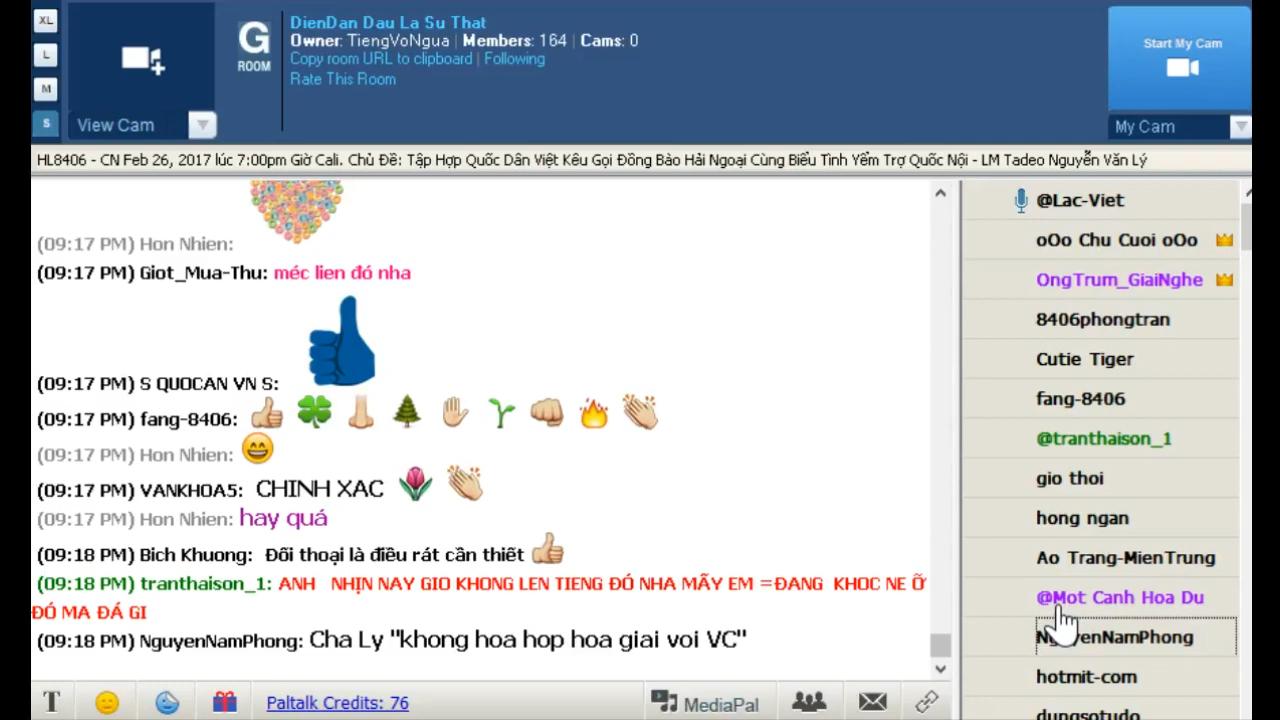 XL
L
M
S
View Cam
G
ROOM
DienDan Dau La Su That
Owner: TiengVoNgua | Members: 164 | Cams: 0
Copy room URL to clipboard | Following
Rate This Room
Start My Cam
My Cam
HL8406 - CN Feb 26, 2017 lúc 7:00pm Giờ Cali. Chủ Đề: Tập Hợp Quốc Dân Việt Kêu Gọi Đồng Bào Hải Ngoại Cùng Biểu Tình Yểm Trợ Quốc Nội - LM Tadeo Nguyễn Văn Lý
(09:17 PM) Hon Nhien:
(09:17 PM) Giot_Mua-Thu: méc lien đó nha
(09:17 PM) S QUOCAN VN S:
(09:17 PM) fang-8406:
(09:17 PM) Hon Nhien:
(09:17 PM) VANKHOA5: CHINH XAC
(09:17 PM) Hon Nhien: hay quá
(09:18 PM) Bich Khuong: Đối thoại là điều rát cần thiết
(09:18 PM) tranthaison_1: ANH NHỊN NAY GIO KHONG LEN TIENG ĐÓ NHA MẤY EM =ĐANG KHOC NE Ở
ĐÓ MA ĐÁ GI
(09:18 PM) NguyenNamPhong: Cha Ly "khong hoa hop hoa giai voi VC"
@Lac-Viet
oOo Chu Cuoi oOo
OngTrum_GiaiNghe
8406phongtran
Cutie Tiger
fang-8406
@tranthaison_1
gio thoi
hong ngan
Ao Trang-MienTrung
@Mot Canh Hoa Du
NguyenNamPhong
hotmit-com
dungsotudo
T
Paltalk Credits: 76
MediaPal